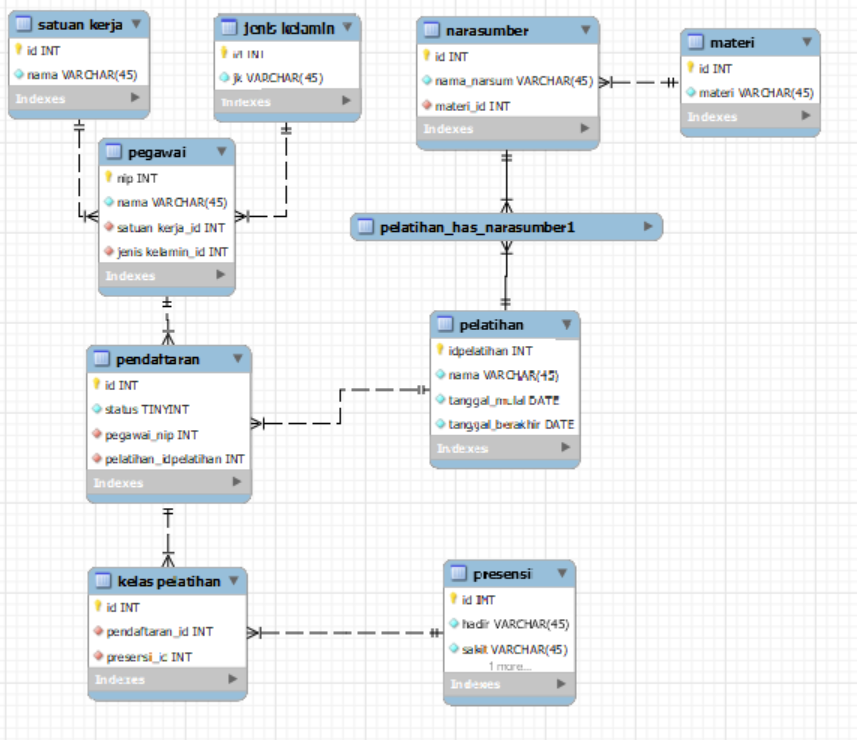 satuan kerja
id INT
nama VARCHAR(45)
Indexes
jenis kelamin
id INT
jk VARCHAR(45)
Indexes
narasumber
id INT
nama_narsum VARCHAR(45)
materi_id INT
Indexes
materi
id INT
materi VARCHAR(45)
Indexes
pegawai
nip INT
nama VARCHAR(45)
satuan kerja_id INT
jenis kelamin_id INT
Indexes
pelatihan_has_narasumber1
pelatihan
idpelatihan INT
nama VARCHAR(45)
tanggal_mulai DATE
tanggal_berakhir DATE
Indexes
pendaftaran
id INT
status TINYINT
pegawai_nip INT
pelatihan_idpelatihan INT
Indexes
kelas pelatihan
id INT
pendaftaran_id INT
presensi_id INT
Indexes
presensi
id INT
hadir VARCHAR(45)
sakit VARCHAR(45)
1 more...
Indexes